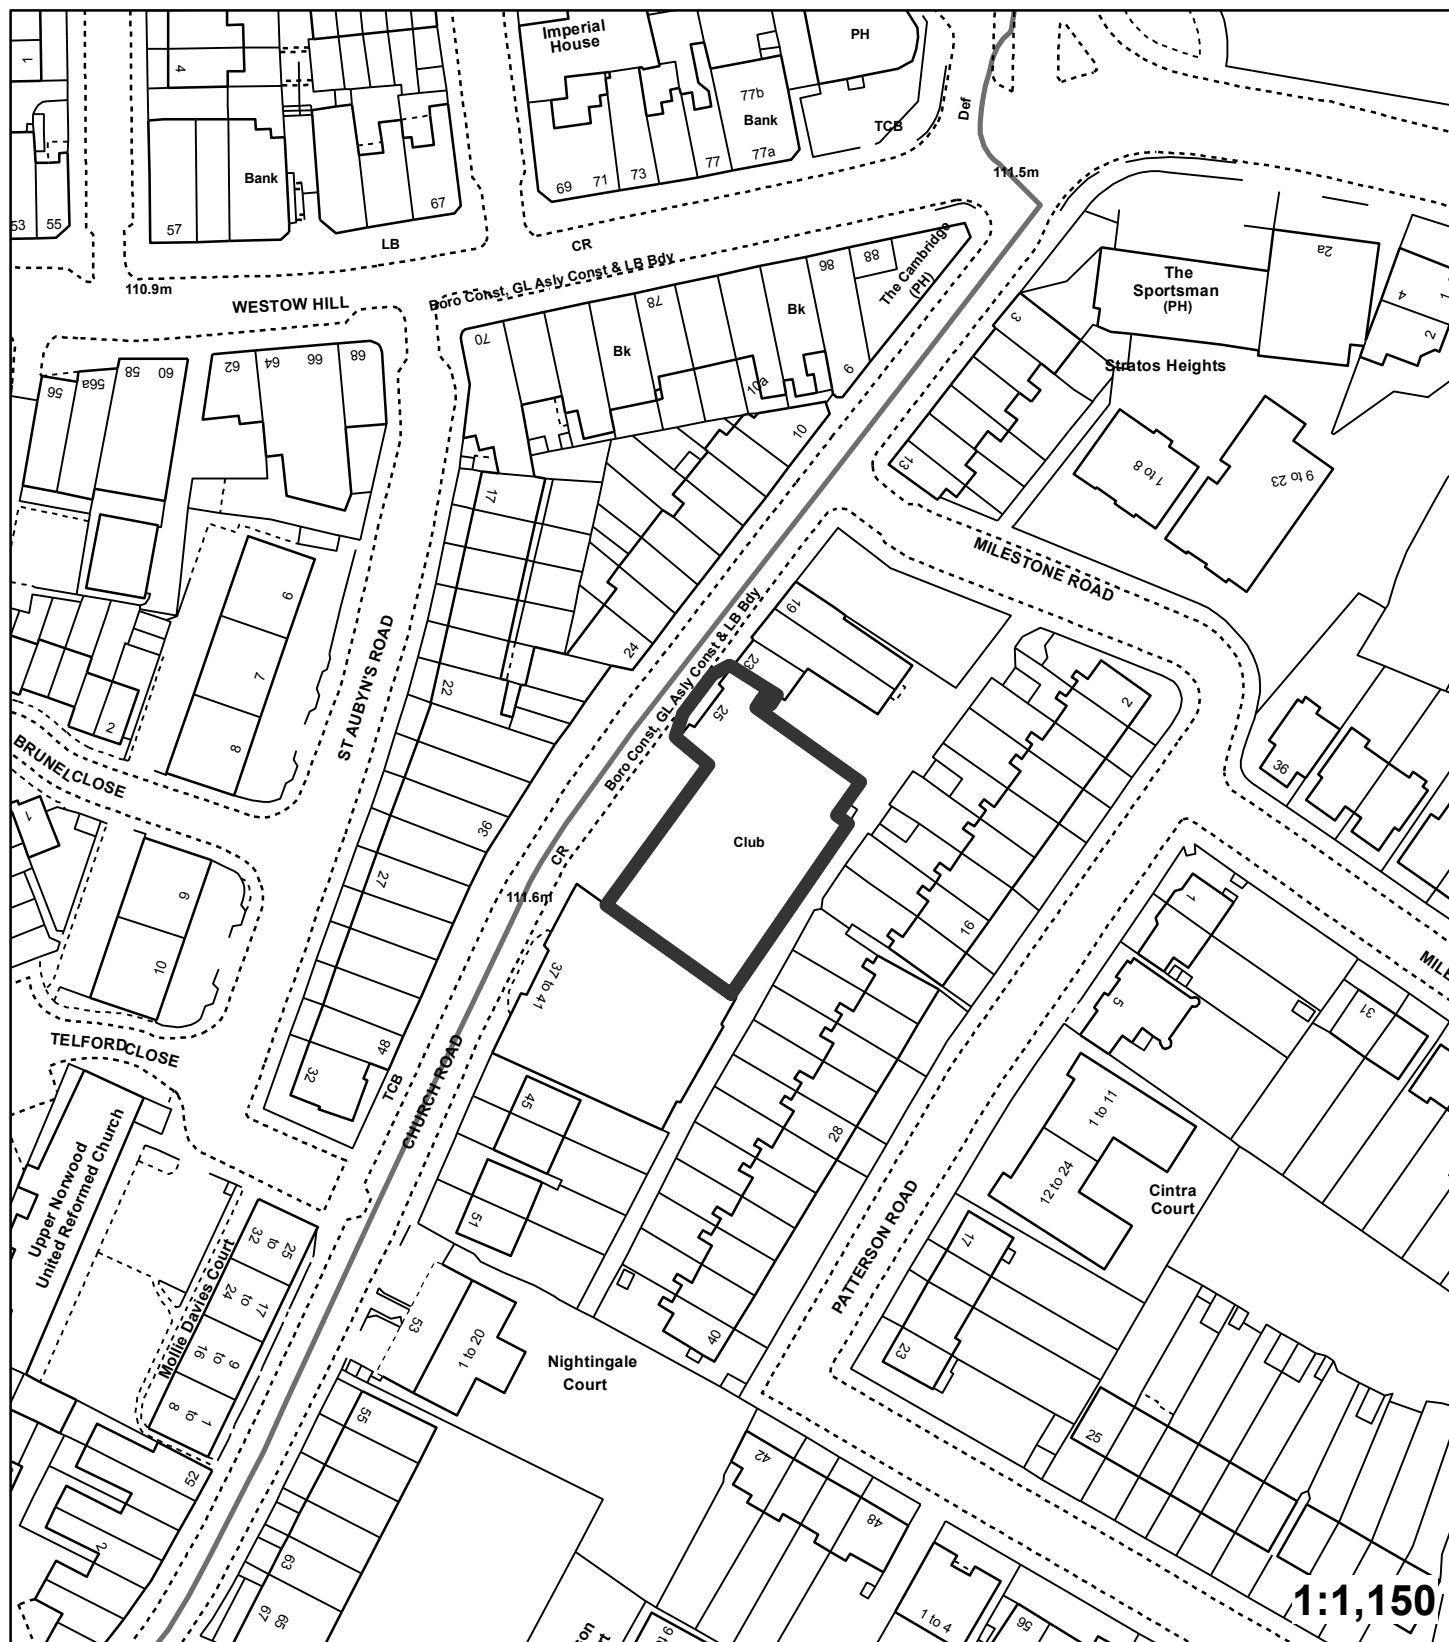 Imperial
House
PH
1
4
77b
Bank
77a
TCB
Def
Bank
67
69
71
73
77
53
55
57
LB
CR
111.5m
110.9m
WESTOW HILL
Boro Const, GL Asly Const & LB Bdy
70
78
86
88
The Cambridge
(PH)
Bk
Bk
10a
6
The
Sportsman
(PH)
2a
4
1
2
3
Stratos Heights
56
56a
58
60
62
64
66
68
10
13
17
1 to 8
9 to 23
MILESTONE ROAD
9
7
8
ST AUBYN'S ROAD
22
24
19
23
25
Boro Const, GL Asly Const & LB Bdy
2
BRUNEL CLOSE
2
1
36
27
CR
111.6m
Club
36
16
1
5
MILE
31
6
10
TELFORD CLOSE
32
48
TCB
CHURCH ROAD
37 to 41
45
51
28
1 to 11
12 to 24
Cintra
Court
PATTERSON ROAD
17
23
25
Upper Norwood
United Reformed Church
Mollie Davies Court
25
to
32
17
to
24
9
to
16
1
to
8
53
1 to 20
Nightingale
Court
40
55
52
2
42
48
63
65
67
1 to 4
56
1:1,150